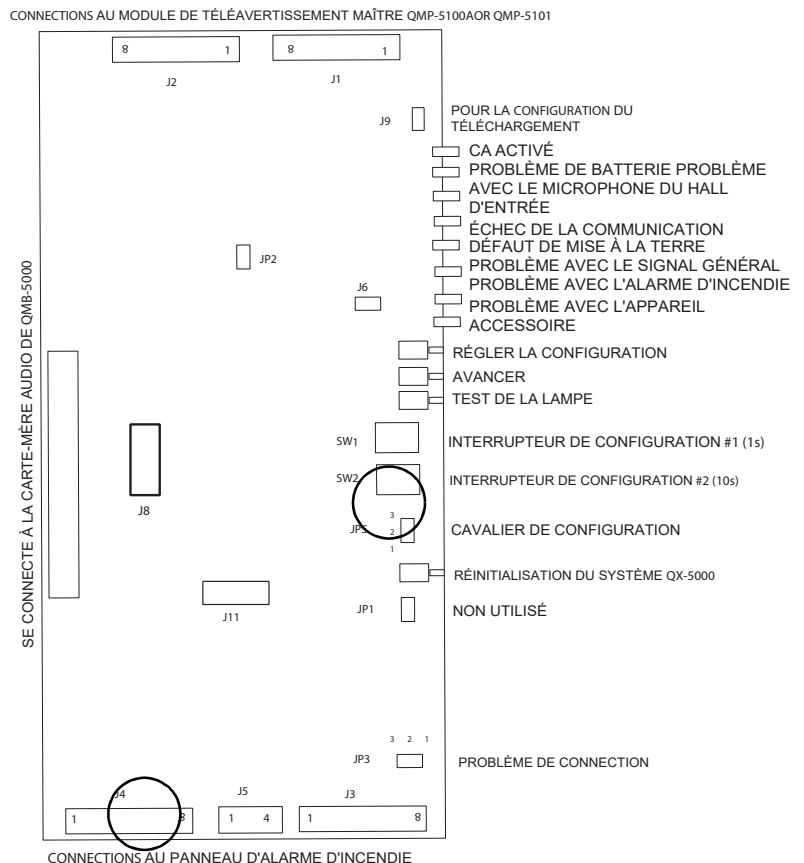 CONNECTIONS AU MODULE DE TÉLÉAVERTISSEMENT MAÎTRE QMP-5100AOR QMP-5101
8 1
8 1
J2
J1
J9
POUR LA CONFIGURATION DU
TÉLÉCHARGEMENT
CA ACTIVÉ
PROBLÈME DE BATTERIE PROBLÈME
AVEC LE MICROPHONE DU HALL
D'ENTRÉE
ÉCHEC DE LA COMMUNICATION
DÉFAUT DE MISE À LA TERRE
PROBLÈME AVEC LE SIGNAL GÉNÉRAL
PROBLÈME AVEC L'ALARME D'INCENDIE
PROBLÈME AVEC L'APPAREIL
ACCESSOIRE
JP2
J6
SE CONNECTE À LA CARTE-MÈRE AUDIO DE QMB-5000
RÉGLER LA CONFIGURATION
AVANCER
TEST DE LA LAMPE
SW1
INTERRUPTEUR DE CONFIGURATION #1 (1s)
SW2
INTERRUPTEUR DE CONFIGURATION #2 (10s)
J8
3
JP5
2
1
CAVALIER DE CONFIGURATION
RÉINITIALISATION DU SYSTÈME QX-5000
J11
JP1
NON UTILISÉ
3 2 1
JP3
PROBLÈME DE CONNECTION
J4
J5
J3
1 8
1 4
1 8
CONNECTIONS AU PANNEAU D'ALARME D'INCENDIE